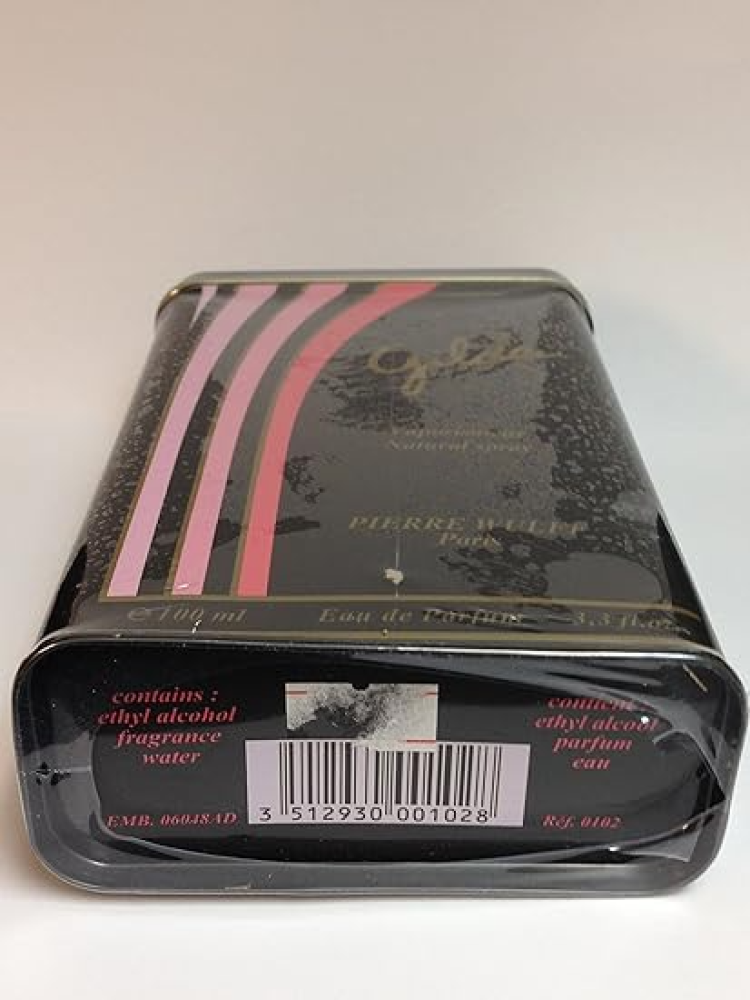 Gilda
Vaporisateur
Natural spray
PIERRE WULFF
Paris
e 100 ml Eau de Parfum 3.3 fl.oz.
contains :
ethyl alcohol
fragrance
water
contient :
ethyl alcool
parfum
eau
EMB. 06048AD
3 512930 001028
Réf. 0102